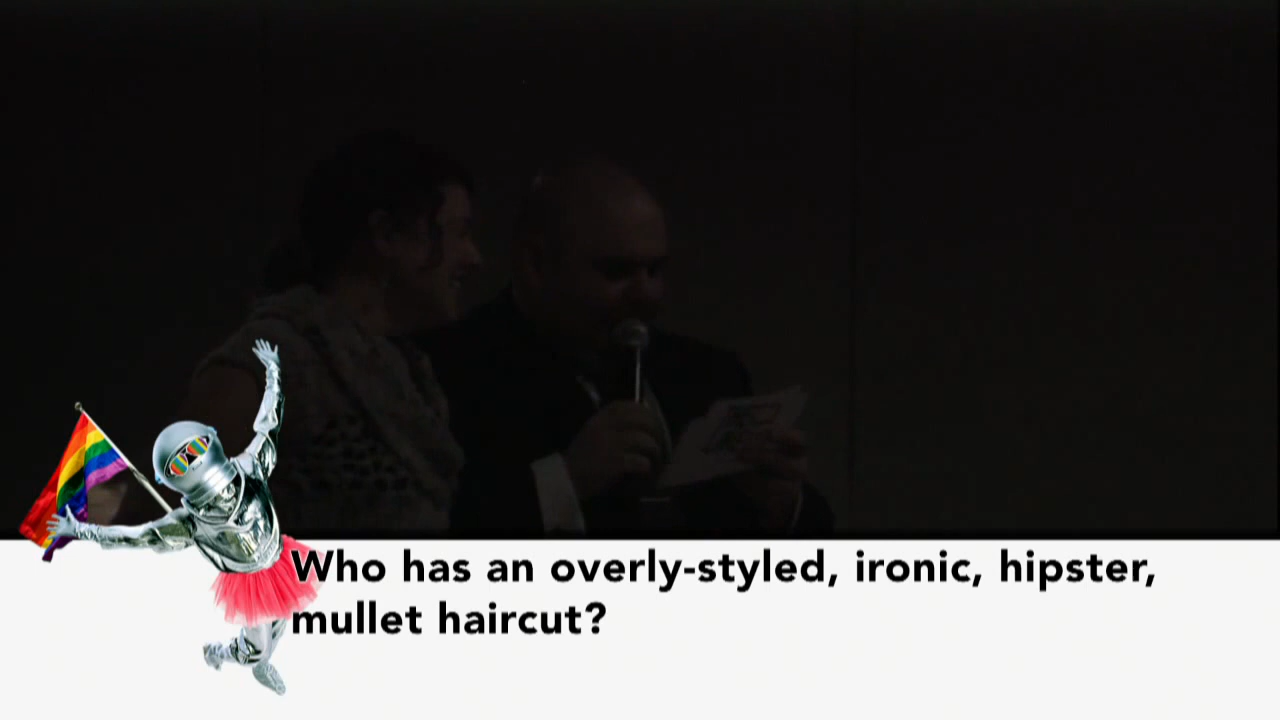 Who has an overly-styled, ironic, hipster,
mullet haircut?